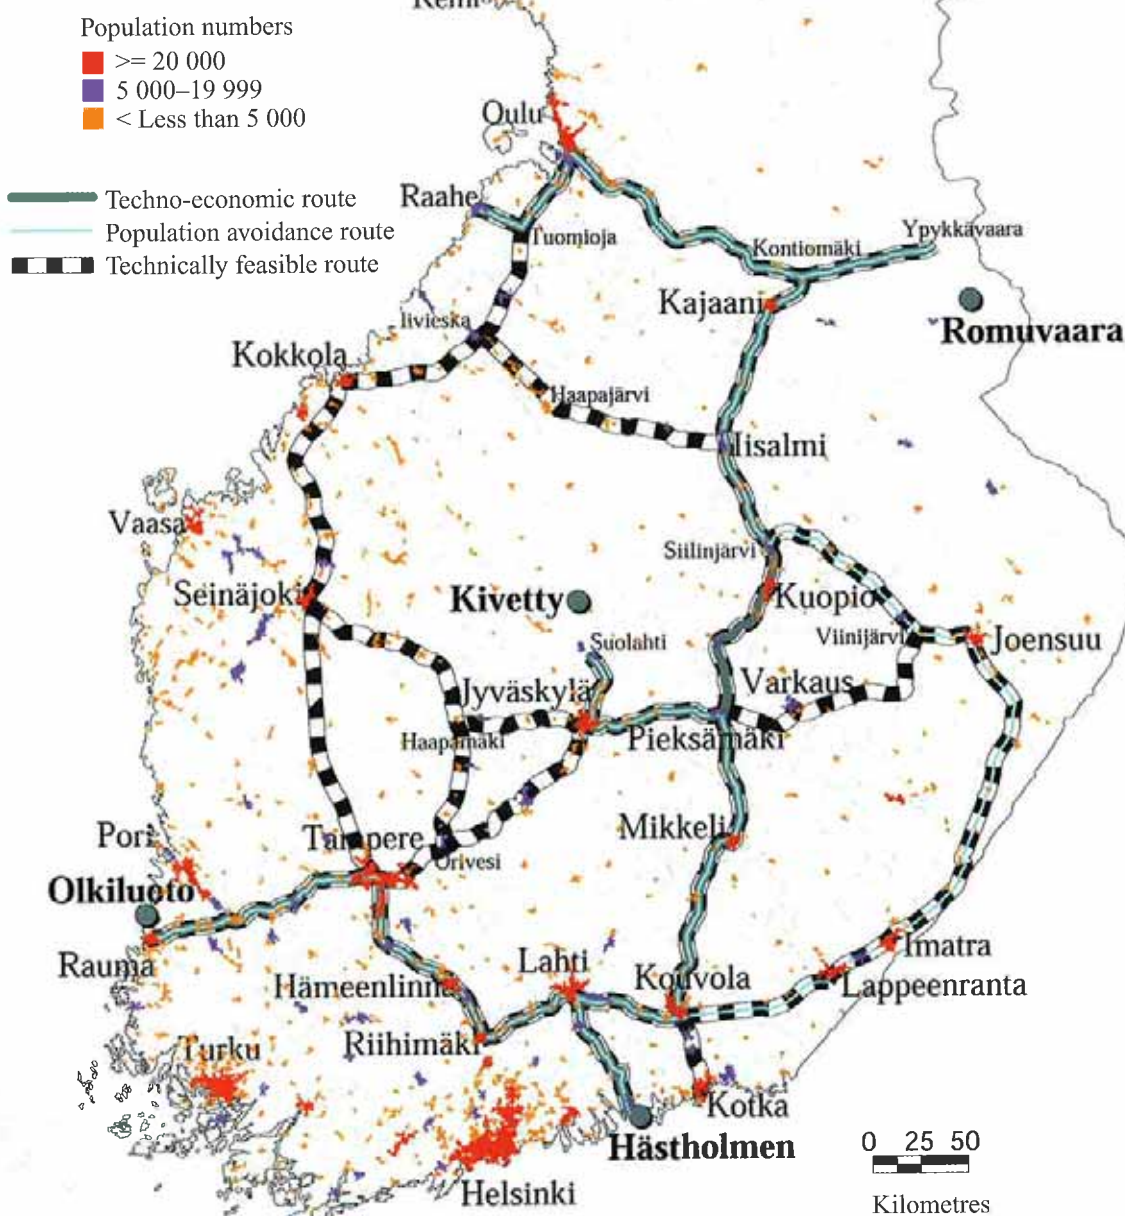 Kemi
Population numbers
>= 20 000
5 000–19 999
< Less than 5 000
Oulu
Techno-economic route
Population avoidance route
Technically feasible route
Raahe
Tuomioja
Kontiomäki
Ypykkävaara
Kajaani
Romuvaara
livieska
Kokkola
Haapajärvi
Iisalmi
Vaasa
Siilinjärvi
Seinäjoki
Kivetty
Kuopio
Suolahti
Viinijärvi
Joensuu
Jyväskylä
Varkaus
Haapamäki
Pieksämäki
Pori
Tampere
Mikkeli
Orivesi
Olkiluoto
Rauma
Lahti
Kouvola
Imatra
Hämeenlinna
Lappeenranta
Riihimäki
Turku
Kotka
Hästholmen
0 25 50
Kilometres
Helsinki